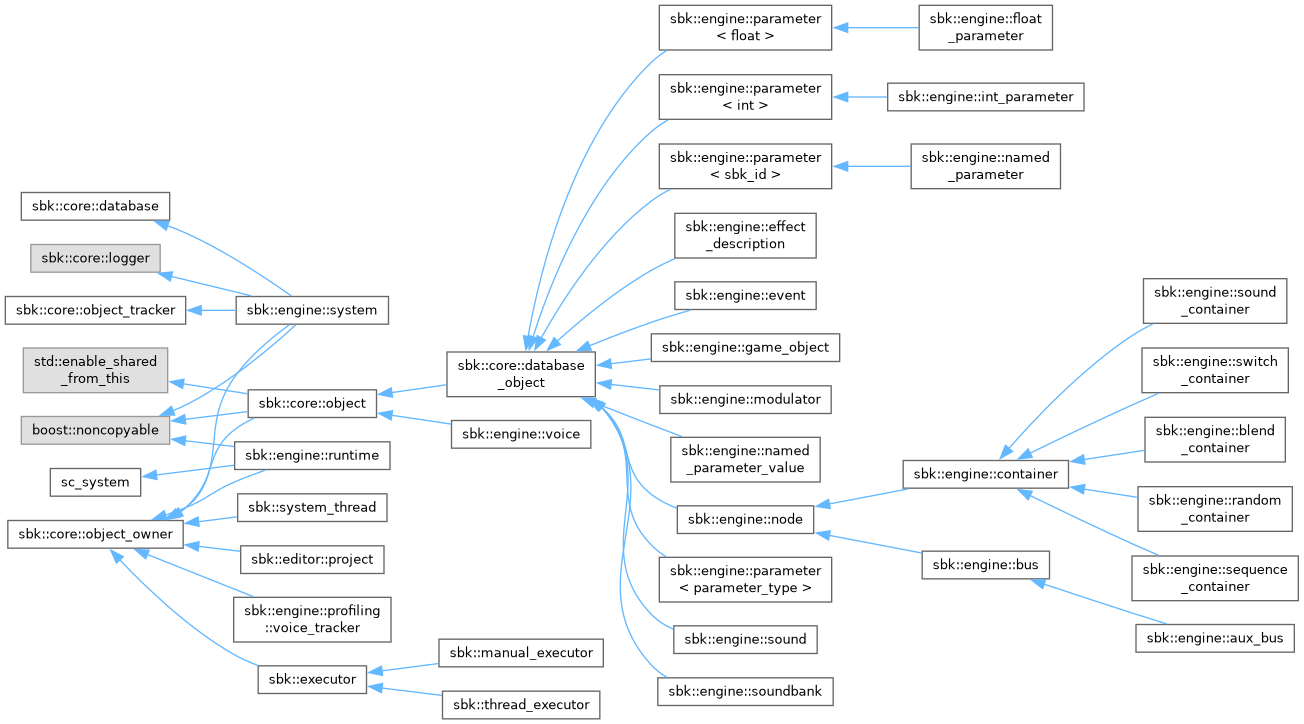 sbk::core::database
sbk::core::logger
sbk::core::object_tracker
std::enable_shared
_from_this
boost::noncopyable
sc_system
sbk::core::object_owner
sbk::engine::system
sbk::core::object
sbk::engine::runtime
sbk::system_thread
sbk::editor::project
sbk::engine::profiling
::voice_tracker
sbk::executor
sbk::core::database
_object
sbk::engine::voice
sbk::manual_executor
sbk::thread_executor
sbk::engine::parameter
< float >
sbk::engine::parameter
< int >
sbk::engine::parameter
< sbk_id >
sbk::engine::effect
_description
sbk::engine::event
sbk::engine::game_object
sbk::engine::modulator
sbk::engine::named
_parameter_value
sbk::engine::node
sbk::engine::parameter
< parameter_type >
sbk::engine::sound
sbk::engine::soundbank
sbk::engine::float
_parameter
sbk::engine::int_parameter
sbk::engine::named
_parameter
sbk::engine::container
sbk::engine::bus
sbk::engine::sound
_container
sbk::engine::switch
_container
sbk::engine::blend
_container
sbk::engine::random
_container
sbk::engine::sequence
_container
sbk::engine::aux_bus